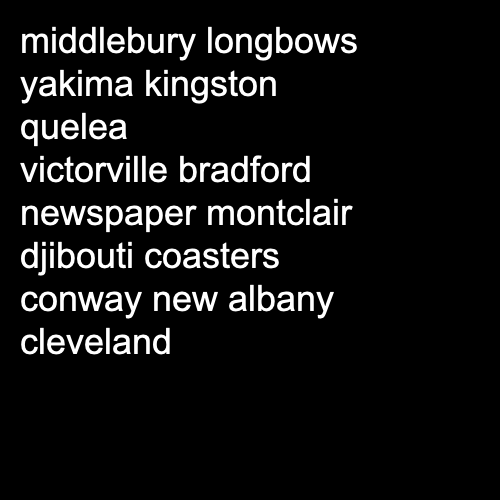 middlebury longbows
yakima kingston
quelea
victorville bradford
newspaper montclair
djibouti coasters
conway new albany
cleveland